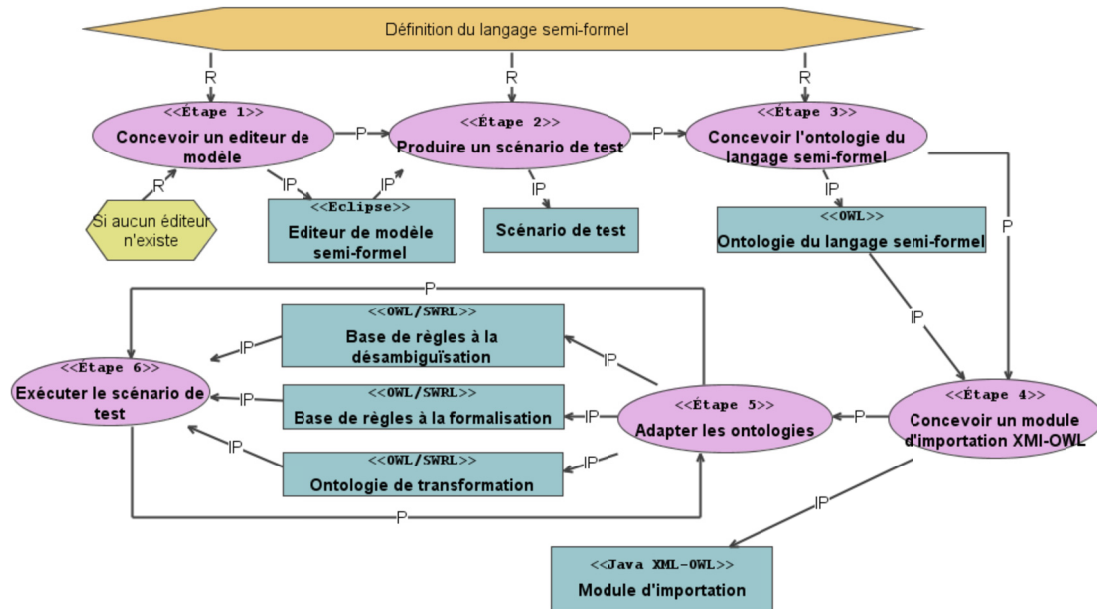 Définition du langage semi-formel
R
R
R
<<Étape 1>>
Concevoir un editeur de
modèle
P
<<Étape 2>>
Produire un scénario de test
P
<<Étape 3>>
Concevoir l'ontologie du
langage semi-formel
R
IP
IP
IP
IP
P
Si aucun éditeur
n'existe
<<Eclipse>>
Editeur de modèle
semi-formel
Scénario de test
<<OWL>>
Ontologie du langage semi-formel
P
IP
<<OWL/SWRL>>
Base de règles à la
désambiguïsation
IP
IP
<<Étape 6>>
Exécuter le scénario de
test
IP
<<OWL/SWRL>>
Base de règles à la formalisation
IP
<<Étape 5>>
Adapter les ontologies
P
<<Étape 4>>
Concevoir un module
d'importation XMI-OWL
IP
<<OWL/SWRL>>
Ontologie de transformation
IP
P
IP
<<Java XML-OWL>>
Module d'importation